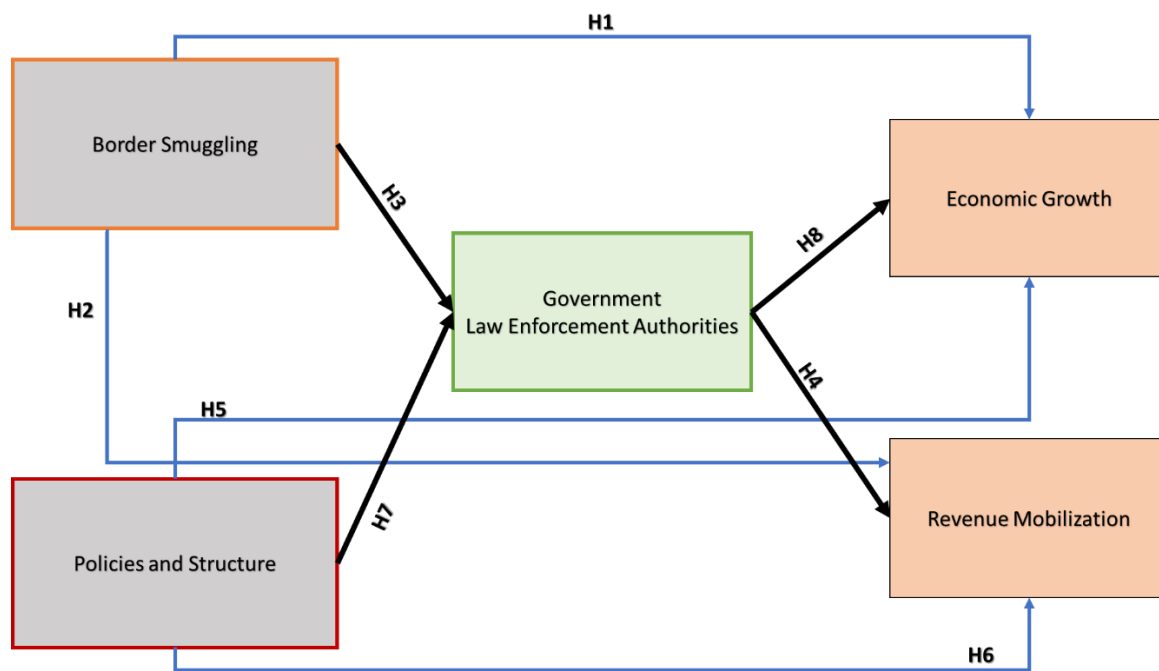 H1
Border Smuggling
H3
Economic Growth
H8
H2
Government
Law Enforcement Authorities
H4
H5
H7
Revenue Mobilization
Policies and Structure
H6